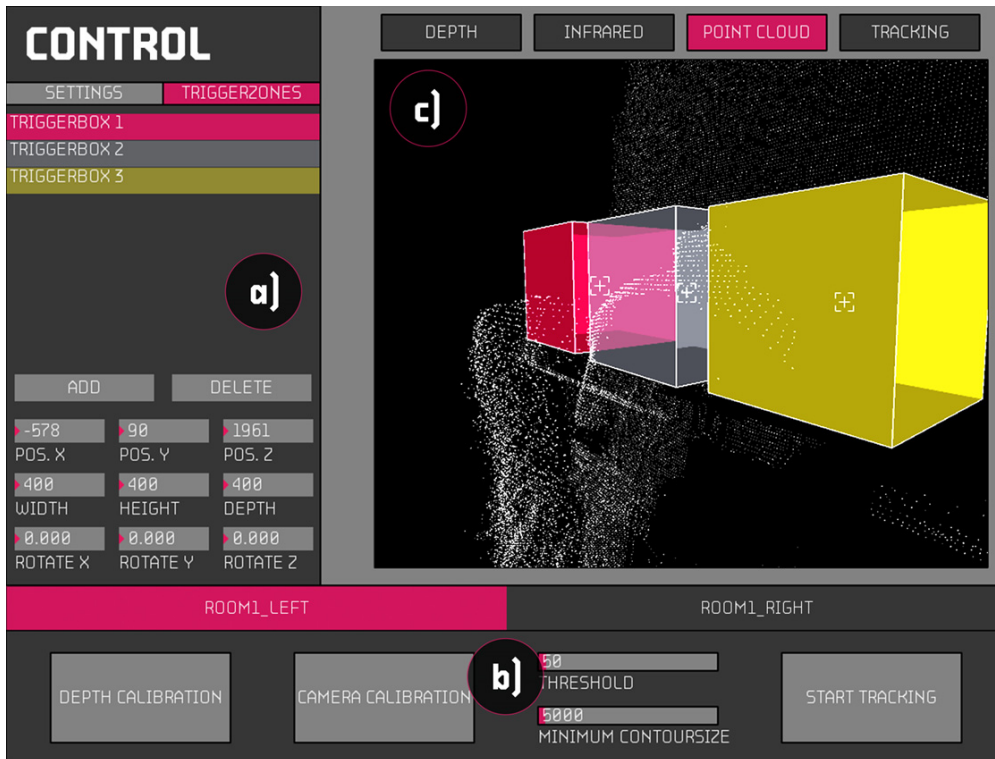 CONTROL
SETTINGS TRIGGERZONES
TRIGGERBOX 1
TRIGGERBOX 2
TRIGGERBOX 3
a)
ADD DELETE
-578 90 1961
POS. X POS. Y POS. Z
400 400 400
WIDTH HEIGHT DEPTH
0.000 0.000 0.000
ROTATE X ROTATE Y ROTATE Z
DEPTH INFRARED POINT CLOUD TRACKING
c)
ROOM1_LEFT ROOM1_RIGHT
DEPTH CALIBRATION
CAMERA CALIBRATION
b)
50
THRESHOLD
5000
MINIMUM CONTOURSIZE
START TRACKING